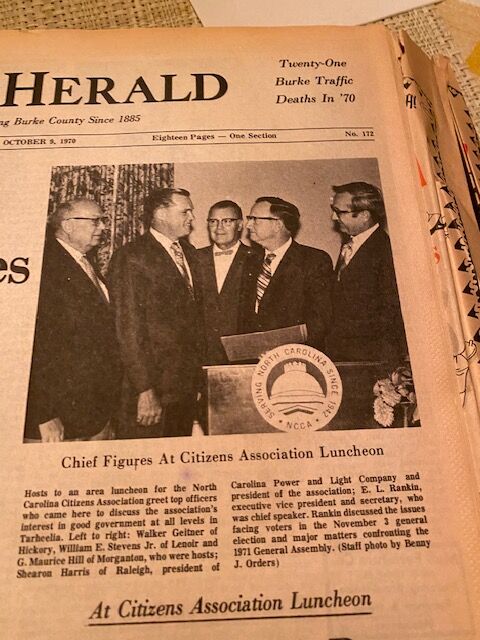 HERALD
Twenty-One
Burke Traffic
Deaths In '70
ng Burke County Since 1885
OCTOBER 9, 1970
Eighteen Pages — One Section
No. 172
es
SERVING NORTH CAROLINA SINCE 1942
• NCCA •
Chief Figures At Citizens Association Luncheon
Hosts to an area luncheon for the North
Carolina Citizens Association greet top officers
who came here to discuss the association's
interest in good government at all levels in
Tarheelia. Left to right: Walker Geitner of
Hickory, William E. Stevens Jr. of Lenoir and
G. Maurice Hill of Morganton, who were hosts;
Shearon Harris of Raleigh, president of
Carolina Power and Light Company and
president of the association; E. L. Rankin,
executive vice president and secretary, who
was chief speaker. Rankin discussed the issues
facing voters in the November 3 general
election and major matters confronting the
1971 General Assembly. (Staff photo by Benny
J. Orders)
At Citizens Association Luncheon